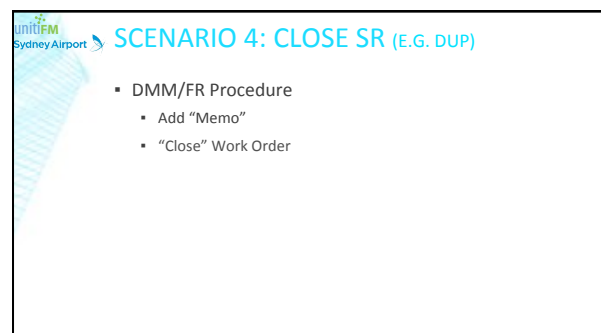 unitiFM
Sydney Airport
SCENARIO 4: CLOSE SR (E.G. DUP)
▪ DMM/FR Procedure
▪ Add “Memo”
▪ “Close” Work Order